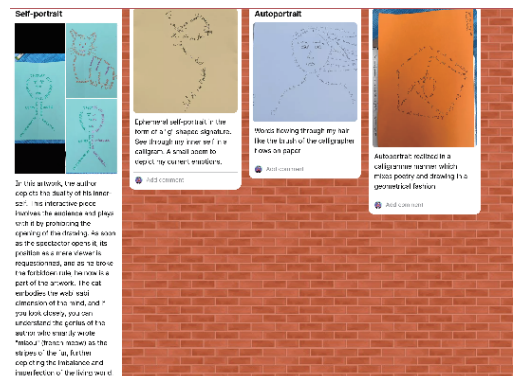 Self-portrait
In this artwork, the author
depicts the duality of his inner
self. This interactive piece
involves the audience and plays
with it by prohibiting the
opening of the drawing. As soon
as the spectator opens it, its
position as a mere viewer is
requestionned, and as he broke
the forbidden rule, he now is a
part of the artwork. The cat
embodies the wabi sabi
dimension of the mind, and if
you look closely, you can
understand the genius of the
author who smartly wrote
"miaou" (french meow) as the
stripes of the fur, further
depicting the imbalance and
imperfection of the living world
Ephemeral self-portrait in the
form of a "g" shaped signature.
See through my inner self in a
calligram. A small poem to
depict my current emotions.
Add comment
Autoportrait
Words flowing through my hair
like the brush of the calligrapher
flows on paper
Add comment
Autoportrait realized in a
calligramme manner which
mixes poetry and drawing in a
geometrical fashion
Add comment